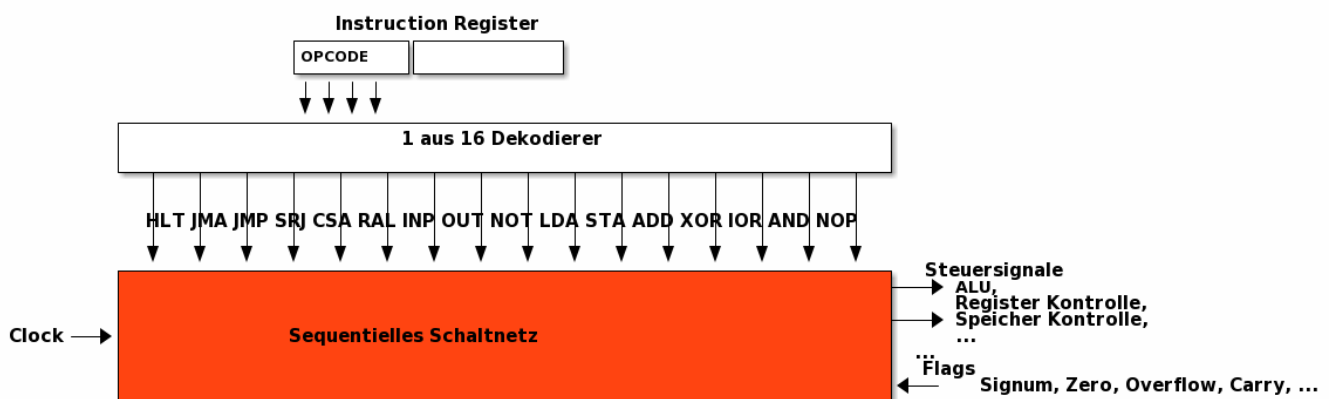 Instruction Register
OPCODE
1 aus 16 Dekodierer
HLT JMA JMP SRJ CSA RAL INP OUT NOT LDA STA ADD XOR IOR AND NOP
Steuersignale
ALU,
Register Kontrolle,
Speicher Kontrolle,
...
Clock
Sequentielles Schaltnetz
...
Flags
Signum, Zero, Overflow, Carry, ...